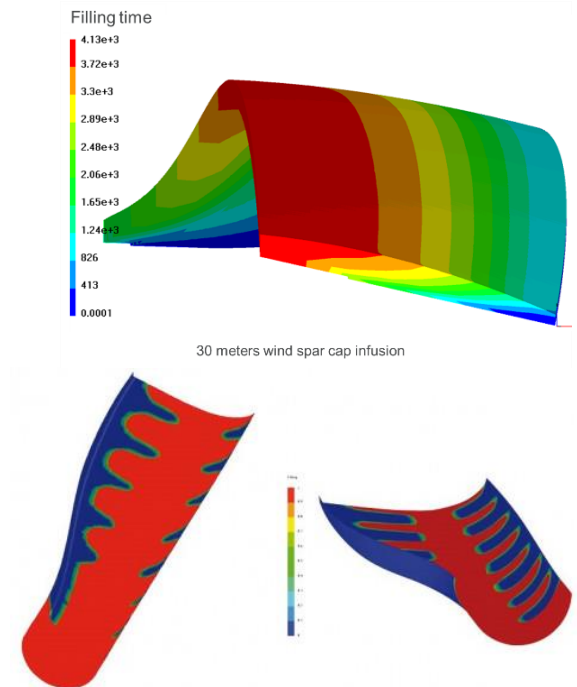 Filling time
4.13e+3
3.72e+3
3.3e+3
2.89e+3
2.48e+3
2.06e+3
1.65e+3
1.24e+3
826
413
0.0001
30 meters wind spar cap infusion
Filling